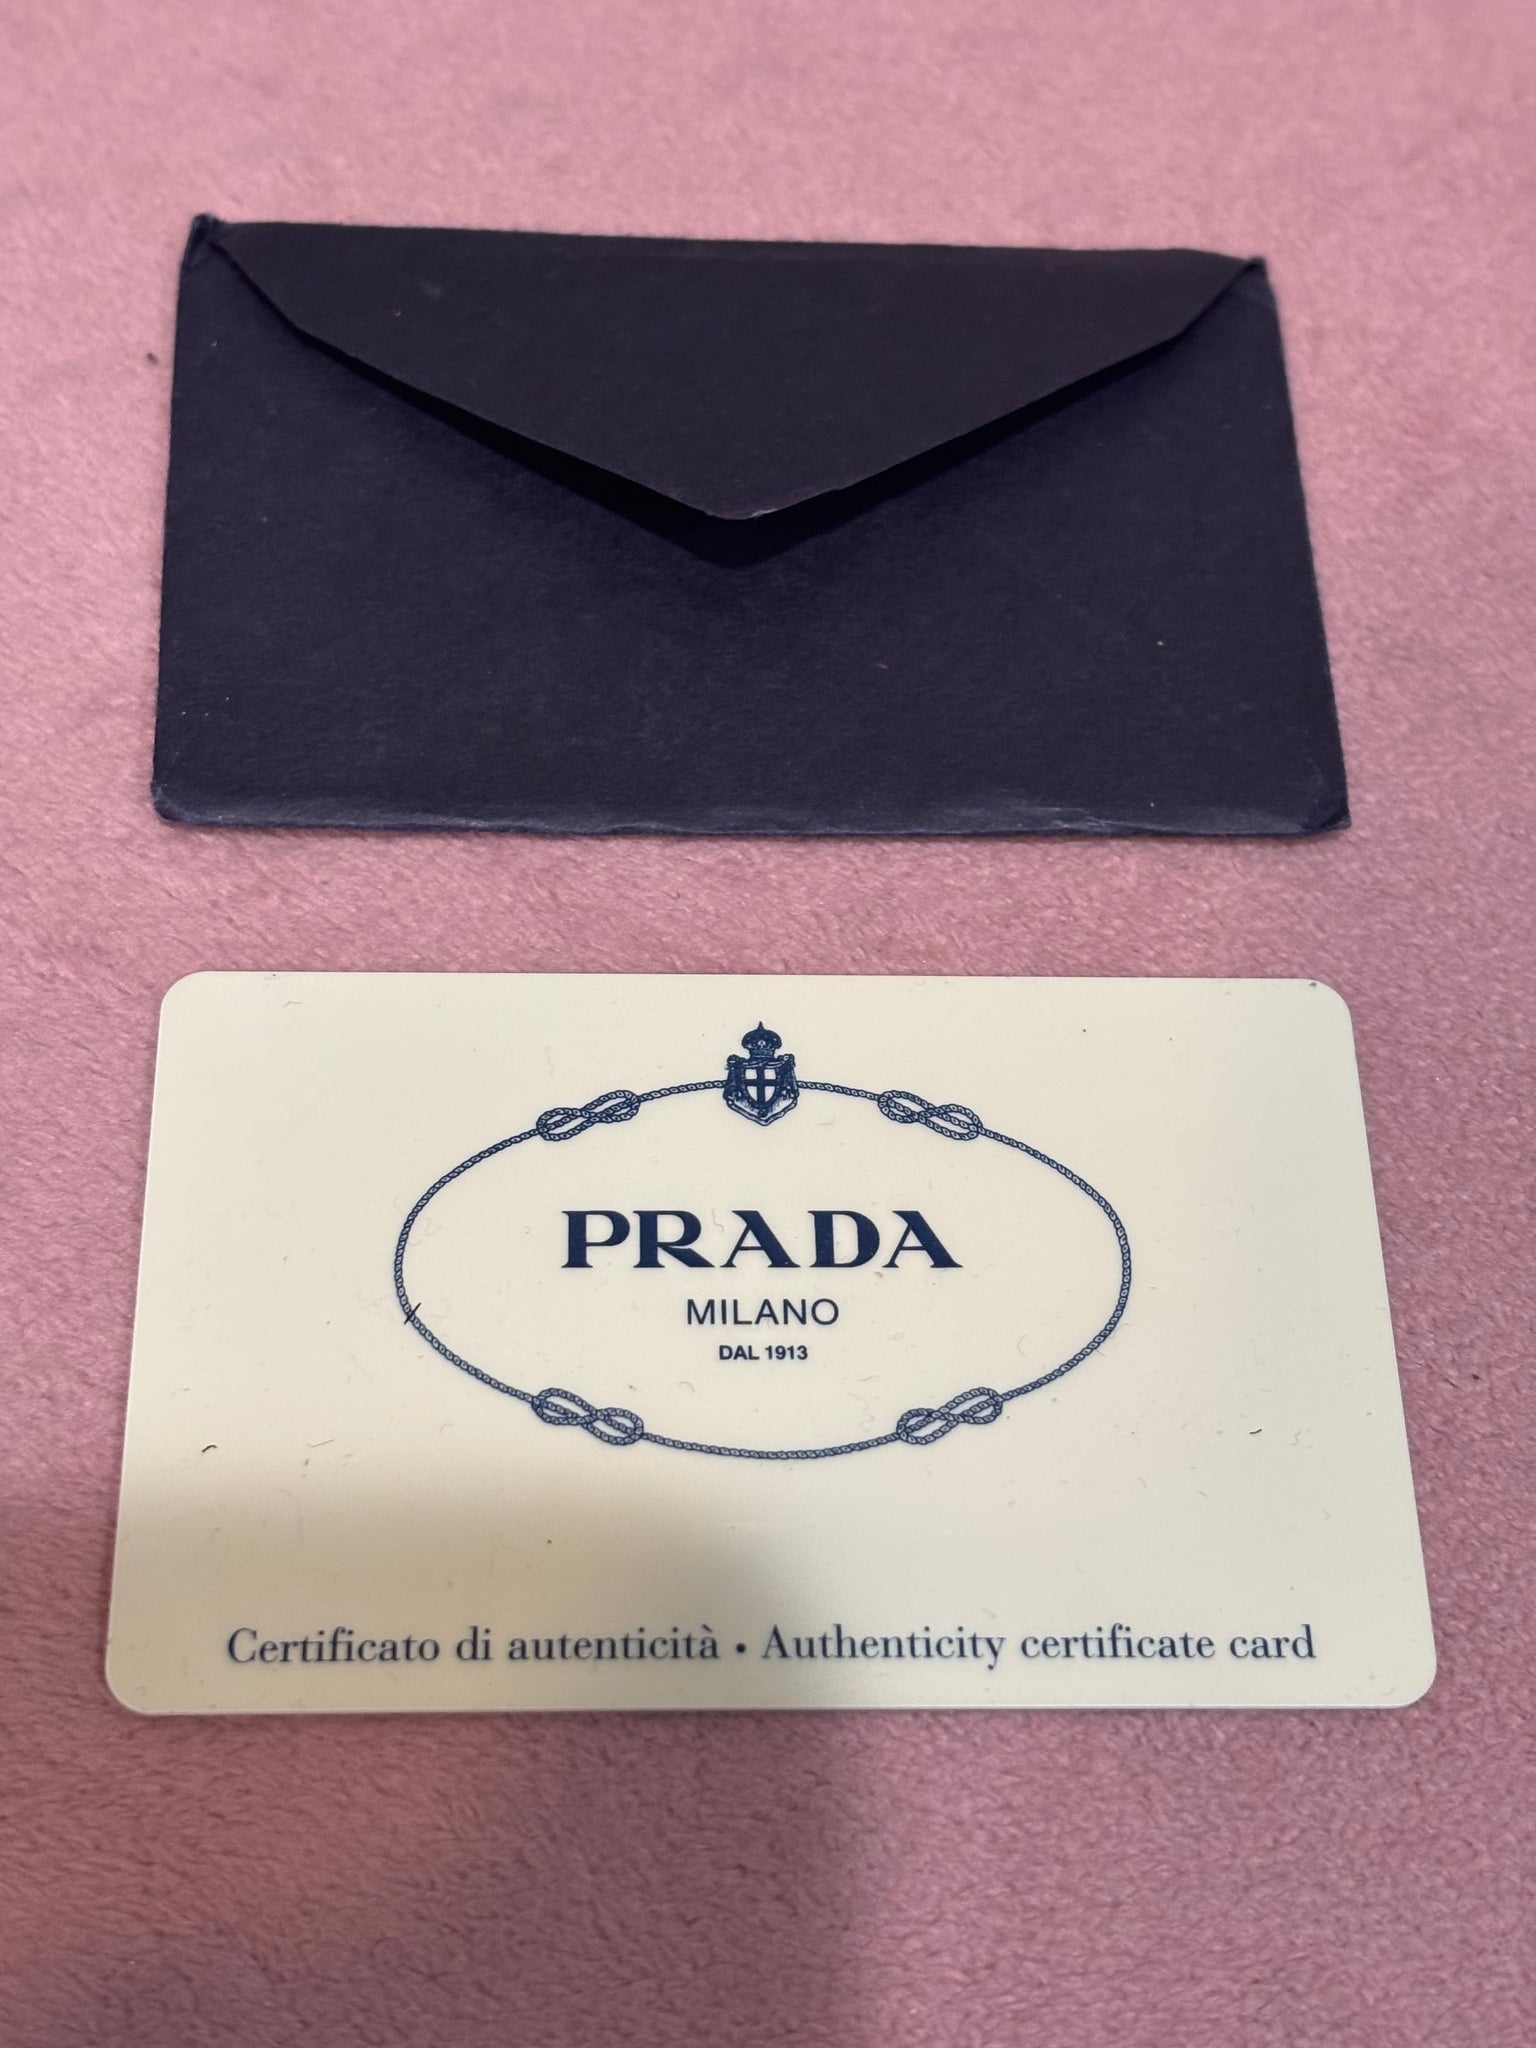 PRADA
MILANO
DAL 1913
Certificato di autenticità • Authenticity certificate card